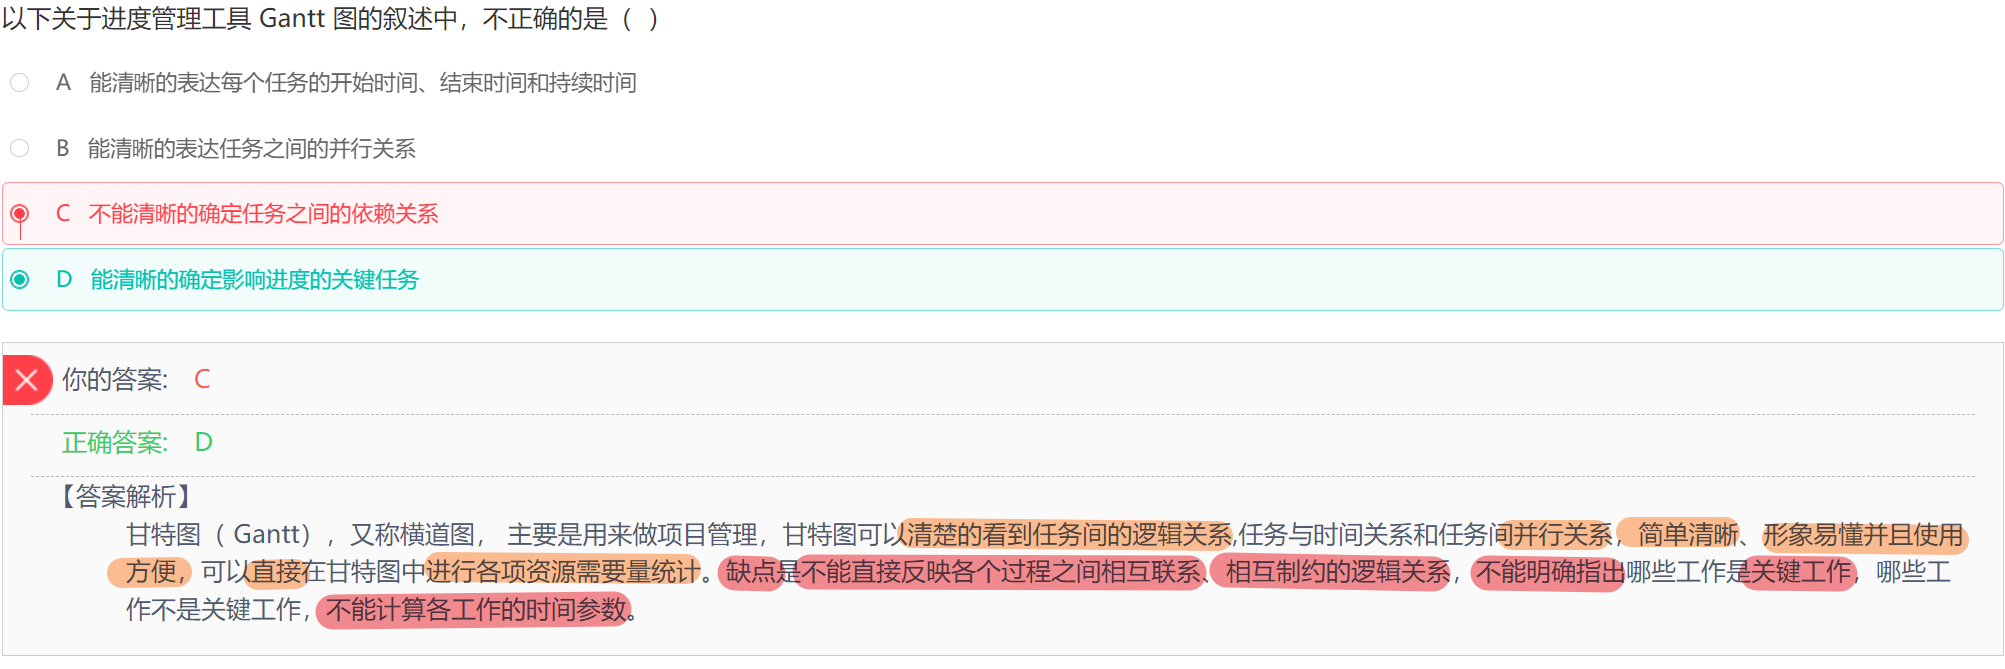 以下关于进度管理工具 Gantt 图的叙述中，不正确的是（  ）
A 能清晰的表达每个任务的开始时间、结束时间和持续时间
B 能清晰的表达任务之间的并行关系
C 不能清晰的确定任务之间的依赖关系
D 能清晰的确定影响进度的关键任务
你的答案: C
正确答案: D
【答案解析】
甘特图（ Gantt），又称横道图， 主要是用来做项目管理，甘特图可以清楚的看到任务间的逻辑关系,任务与时间关系和任务间并行关系， 简单清晰、形象易懂并且使用
方便，可以直接在甘特图中进行各项资源需要量统计。缺点是不能直接反映各个过程之间相互联系、相互制约的逻辑关系，不能明确指出哪些工作是关键工作，哪些工
作不是关键工作，不能计算各工作的时间参数。